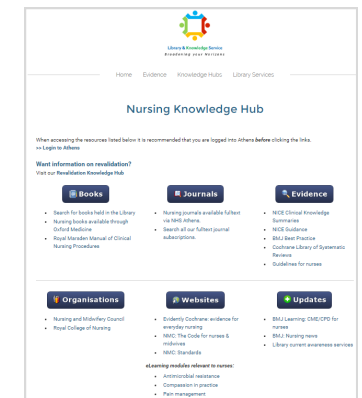 Library & Knowledge Service
Broadening your Horizons
Home Evidence Knowledge Hubs Library Services
Nursing Knowledge Hub
When accessing the resources listed below it is recommended that you are logged into Athens before clicking the links.
>> Login to Athens
Want information on revalidation?
Visit our Revalidation Knowledge Hub
Books
Search for books held in the Library
Nursing books available through
Oxford Medicine
Royal Marsden Manual of Clinical
Nursing Procedures
Journals
Nursing journals available fulltext
via NHS Athens
Search all our fulltext journal
subscriptions.
Evidence
NICE Clinical Knowledge
Summaries
NICE Guidance
BMJ Best Practice
Cochrane Library of Systematic
Reviews
Guidelines for nurses
Organisations
Nursing and Midwifery Council
Royal College of Nursing
Websites
Evidently Cochrane: evidence for
everyday nursing
NMC: The Code for nurses &
midwives
NMC: Standards
eLearning modules relevant to nurses:
Antimicrobial resistance
Compassion in practice
Pain management
Updates
BMJ Learning: CME/CPD for
nurses
BMJ: Nursing news
Library current awareness services